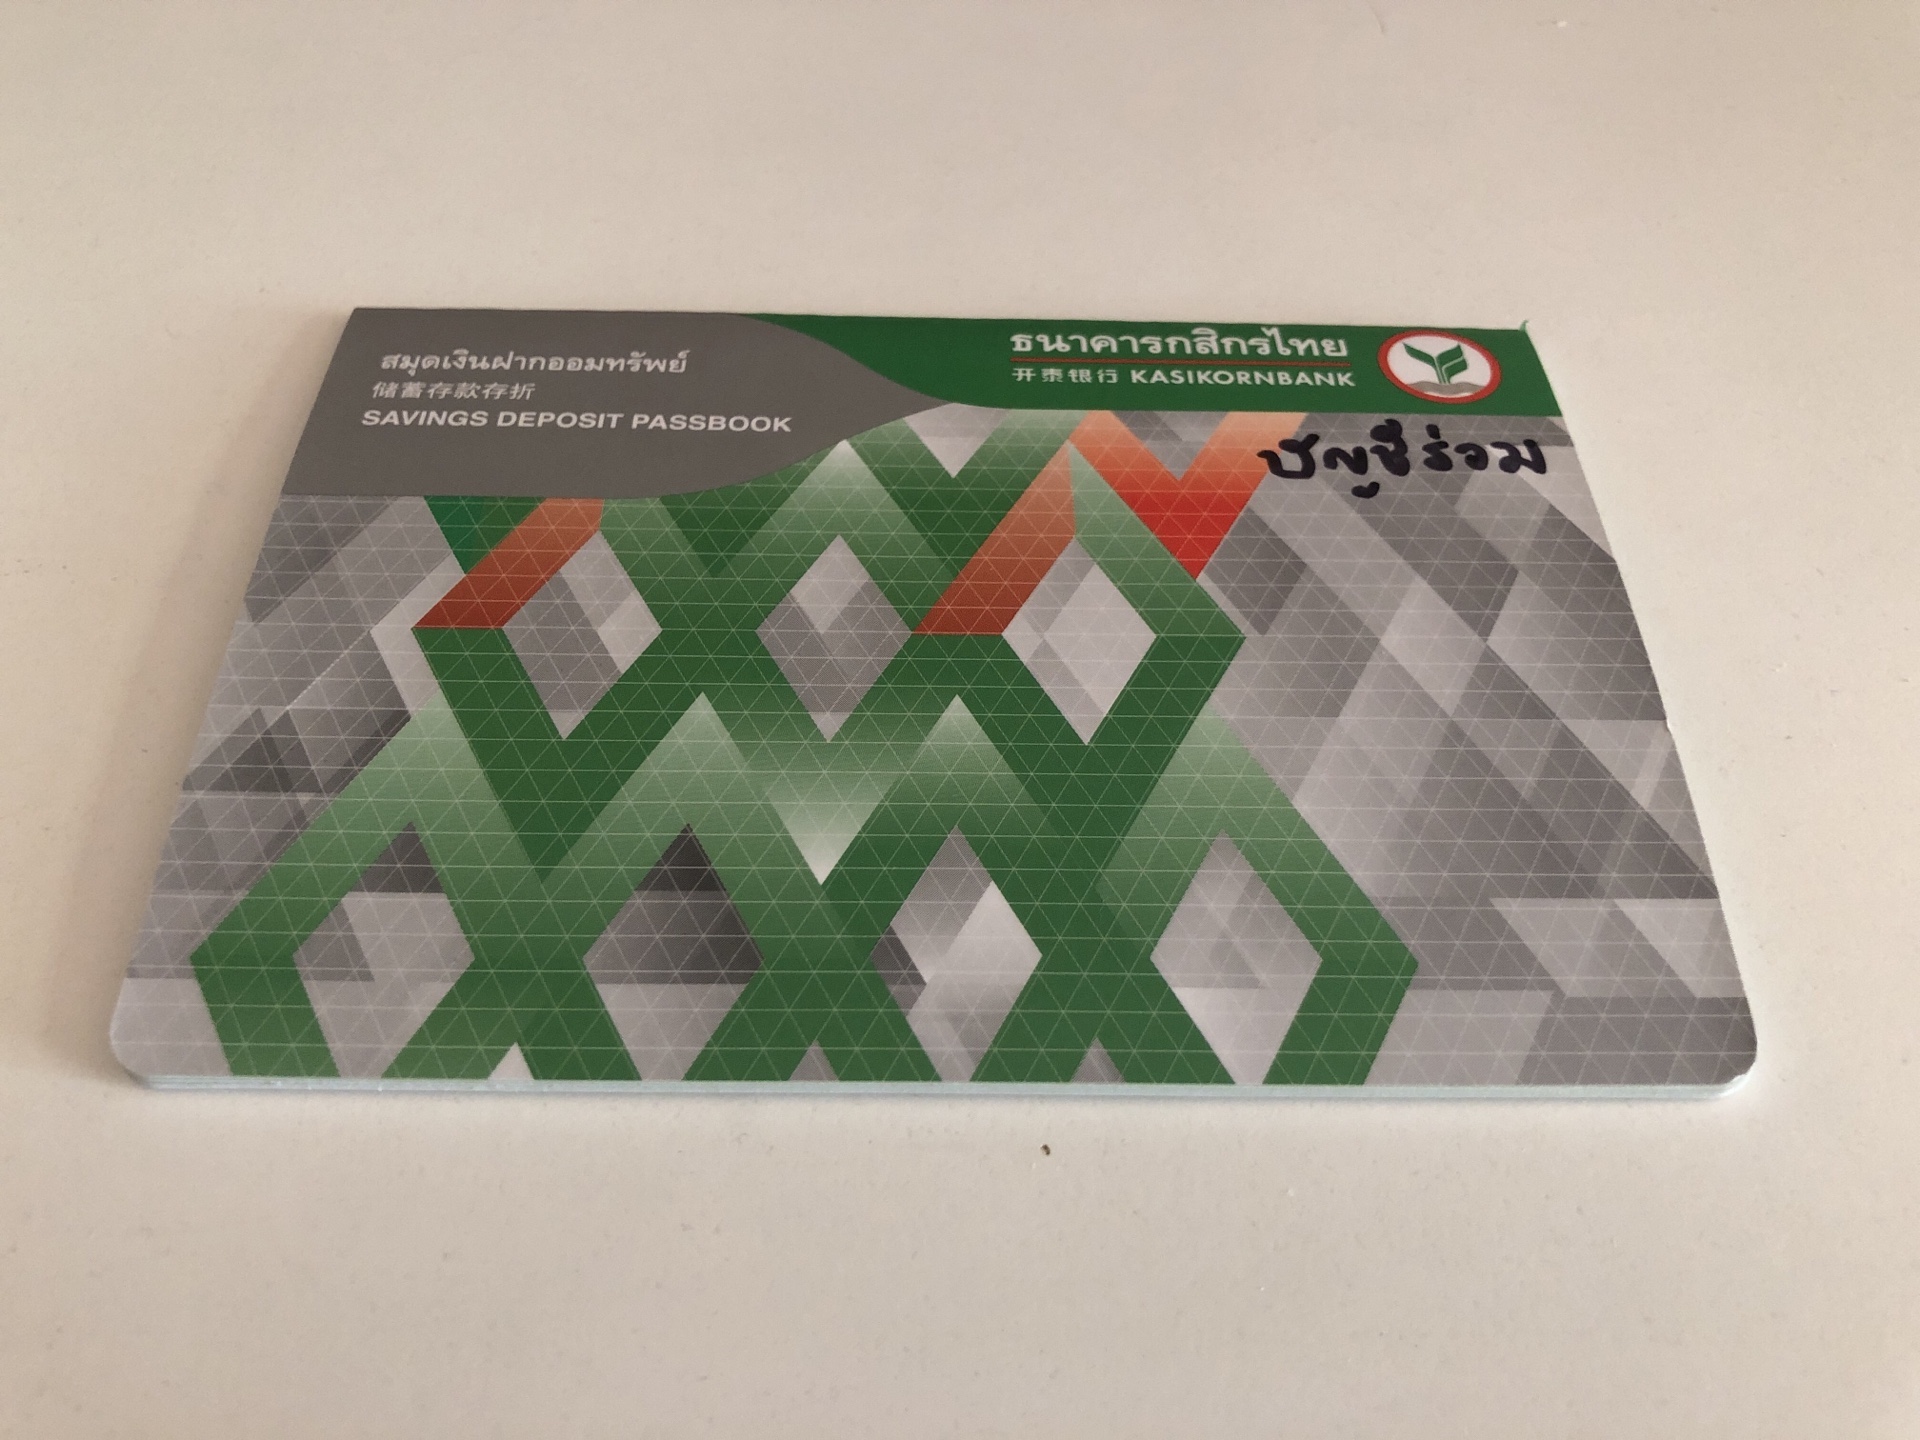 สมุดเงินฝากออมทรัพย์
储蓄存款存折
SAVINGS DEPOSIT PASSBOOK
ธนาคารกสิกรไทย
开泰银行 KASIKORNBANK
บัญชีร่วม